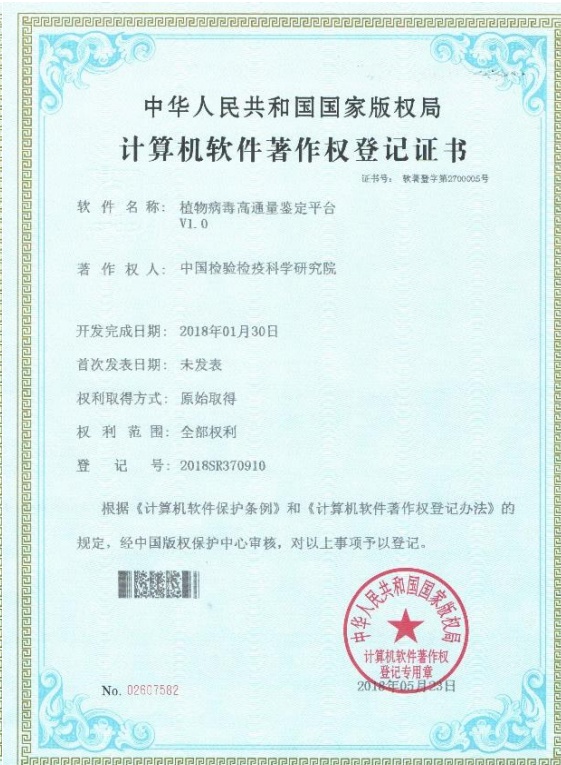 中华人民共和国国家版权局
计算机软件著作权登记证书
证书号： 软著登字第2700005号
软件名称： 植物病毒高通量鉴定平台
V1.0
著作权人： 中国检验检疫科学研究院
开发完成日期： 2018年01月30日
首次发表日期： 未发表
权利取得方式： 原始取得
权利范围： 全部权利
登记号： 2018SR370910
根据《计算机软件保护条例》和《计算机软件著作权登记办法》的
规定，经中国版权保护中心审核，对以上事项予以登记。
中华人民共和国国家版权局
计算机软件著作权
登记专用章
No. 02607582
2018年05月23日